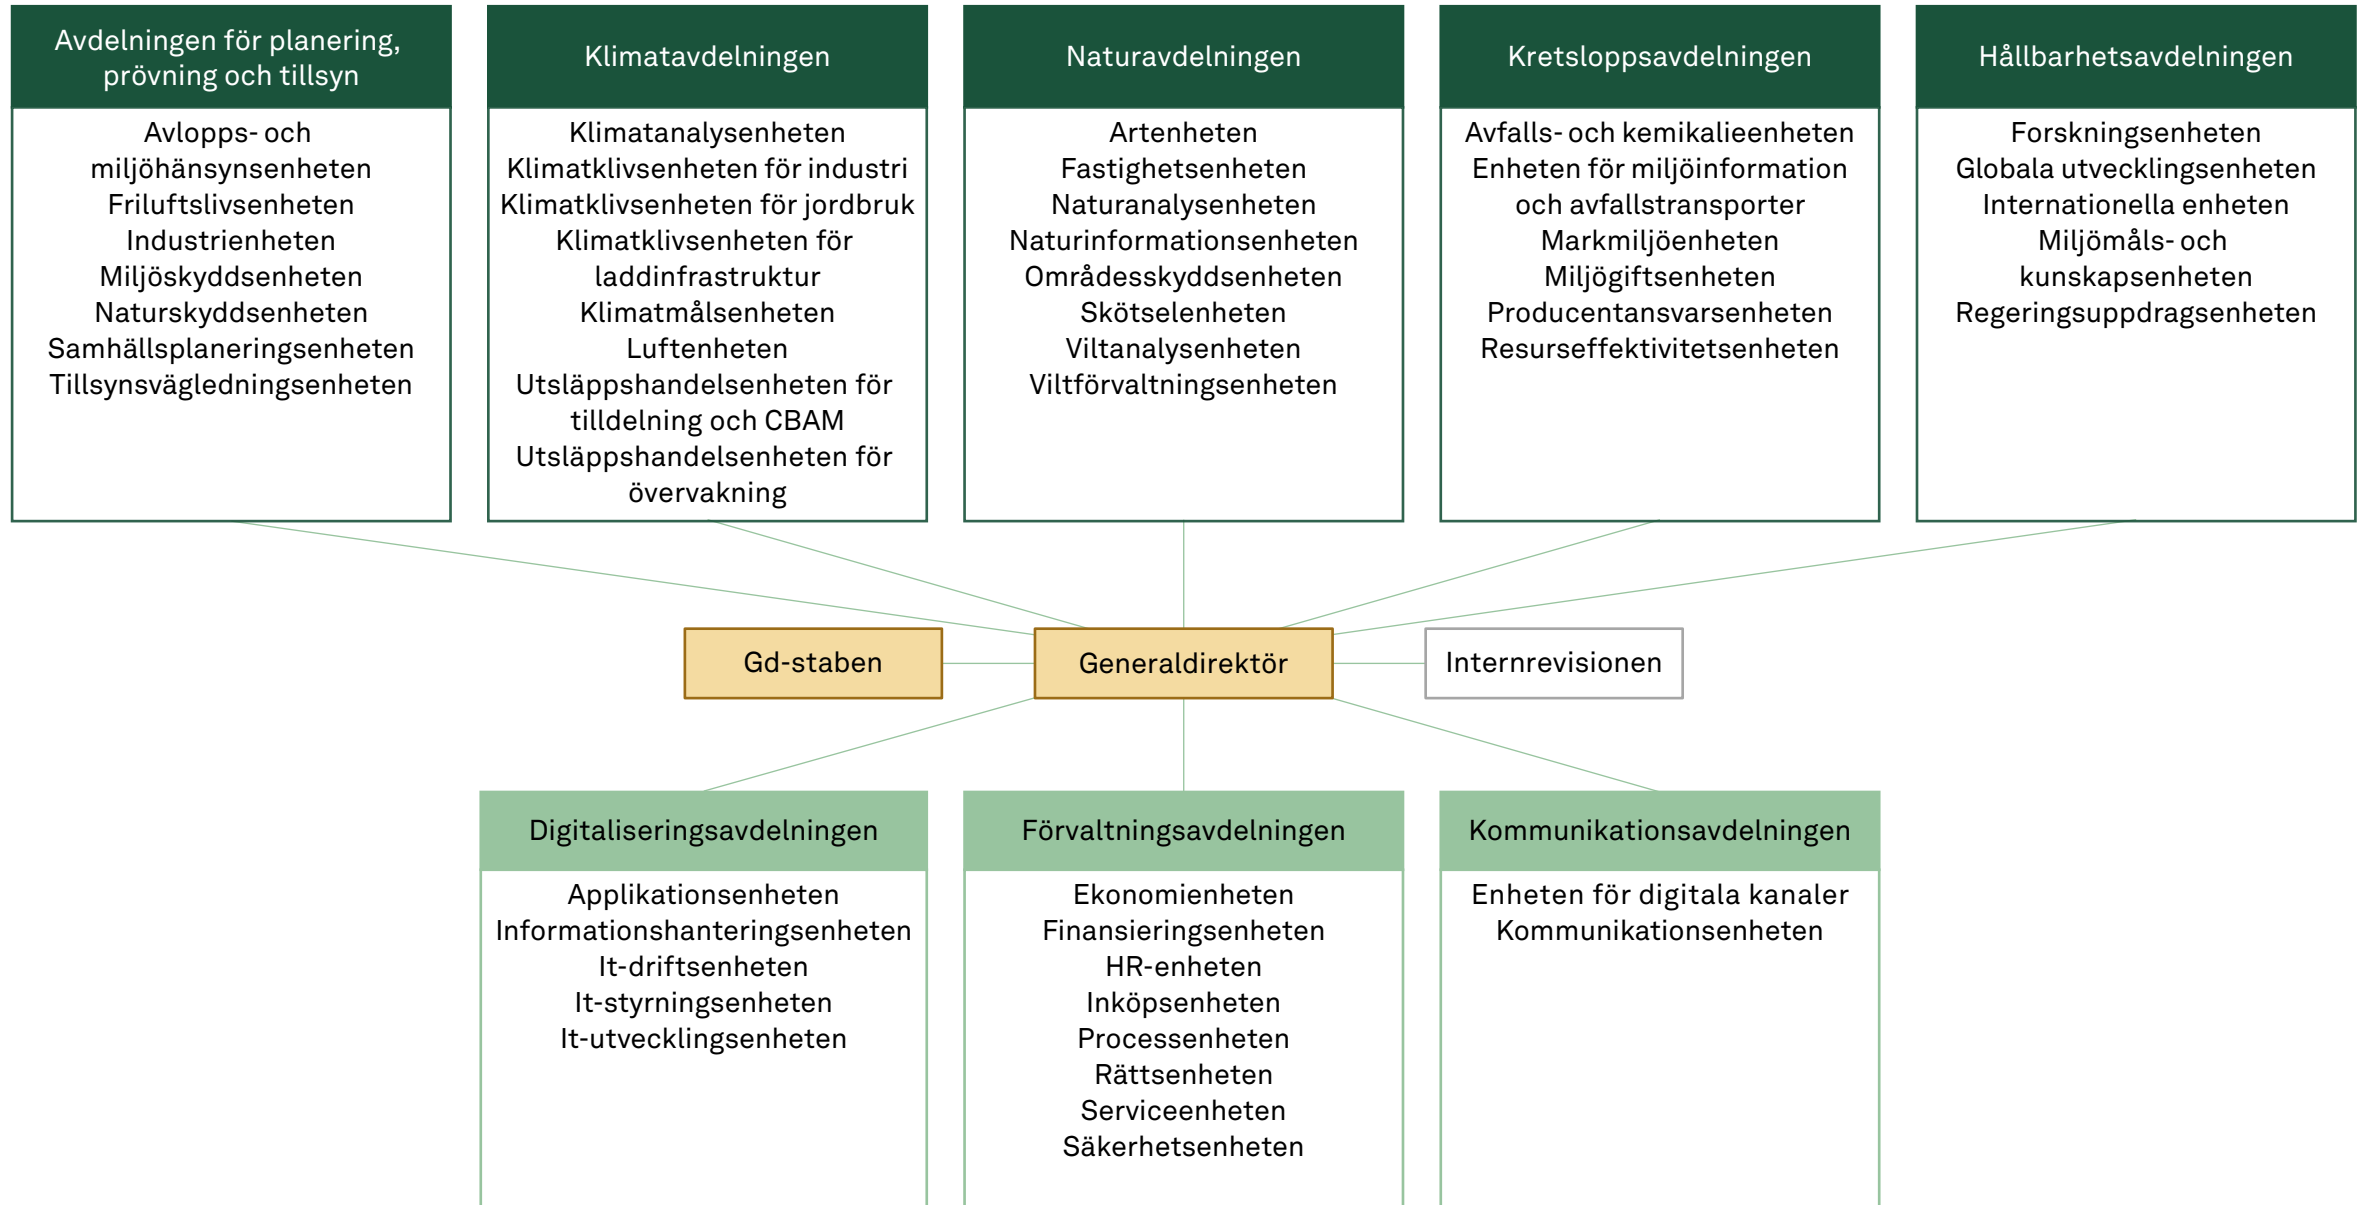 Avdelningen för planering,
prövning och tillsyn
Avlopps- och
miljöhänsynsenheten
Friluftslivsenheten
Industrienheten
Miljöskyddsenheten
Naturskyddsenheten
Samhällsplaneringsenheten
Tillsynsvägledningsenheten
Klimatavdelningen
Klimatanalysenheten
Klimatklivsenheten för industri
Klimatklivsenheten för jordbruk
Klimatklivsenheten för
laddinfrastruktur
Klimatmålsenheten
Luftenheten
Utsläppshandelsenheten för
tilldelning och CBAM
Utsläppshandelsenheten för
övervakning
Naturavdelningen
Artenheten
Fastighetsenheten
Naturanalysenheten
Naturinformationsenheten
Områdesskyddsenheten
Skötselenheten
Viltanalysenheten
Viltförvaltningsenheten
Kretsloppsavdelningen
Avfalls- och kemikalieenheten
Enheten för miljöinformation
och avfallstransporter
Markmiljöenheten
Miljögiftsenheten
Producentansvarsenheten
Resurseffektivitetsenheten
Hållbarhetsavdelningen
Forskningsenheten
Globala utvecklingsenheten
Internationella enheten
Miljömåls- och
kunskapsenheten
Regeringsuppdragsenheten
Gd-staben
Generaldirektör
Internrevisionen
Digitaliseringsavdelningen
Applikationsenheten
Informationshanteringsenheten
It-driftsenheten
It-styrningsenheten
It-utvecklingsenheten
Förvaltningsavdelningen
Ekonomienheten
Finansieringsenheten
HR-enheten
Inköpsenheten
Processenheten
Rättsenheten
Serviceenheten
Säkerhetsenheten
Kommunikationsavdelningen
Enheten för digitala kanaler
Kommunikationsenheten